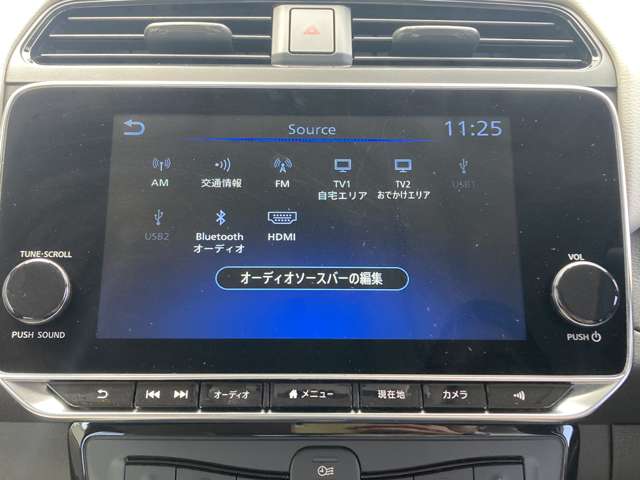 Source
11:25
AM
交通情報
FM
TV1
自宅エリア
TV2
おでかけエリア
USB1
USB2
Bluetooth
オーディオ
HDMI
オーディオソースバーの編集
TUNE·SCROLL
PUSH SOUND
VOL
PUSH
オーディオ
メニュー
現在地
カメラ